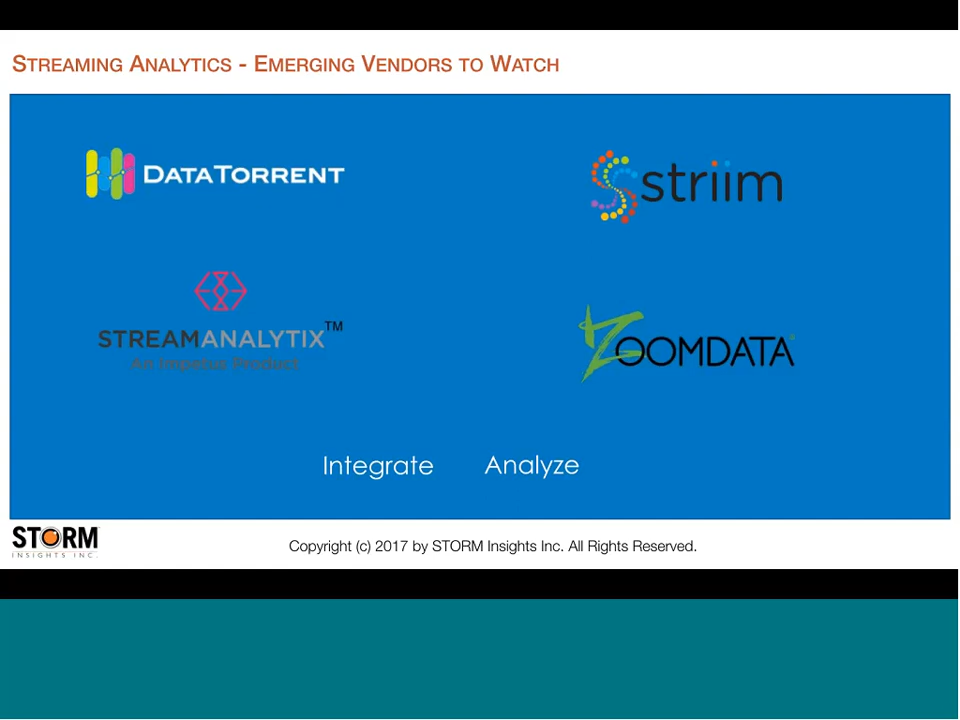 STREAMING ANALYTICS - EMERGING VENDORS TO WATCH
DATATORRENT
striim
STREAMANALYTIX™
An Impetus Product
ZOOMDATA
Integrate Analyze
STORM
INSIGHTS INC.
Copyright (c) 2017 by STORM Insights Inc. All Rights Reserved.